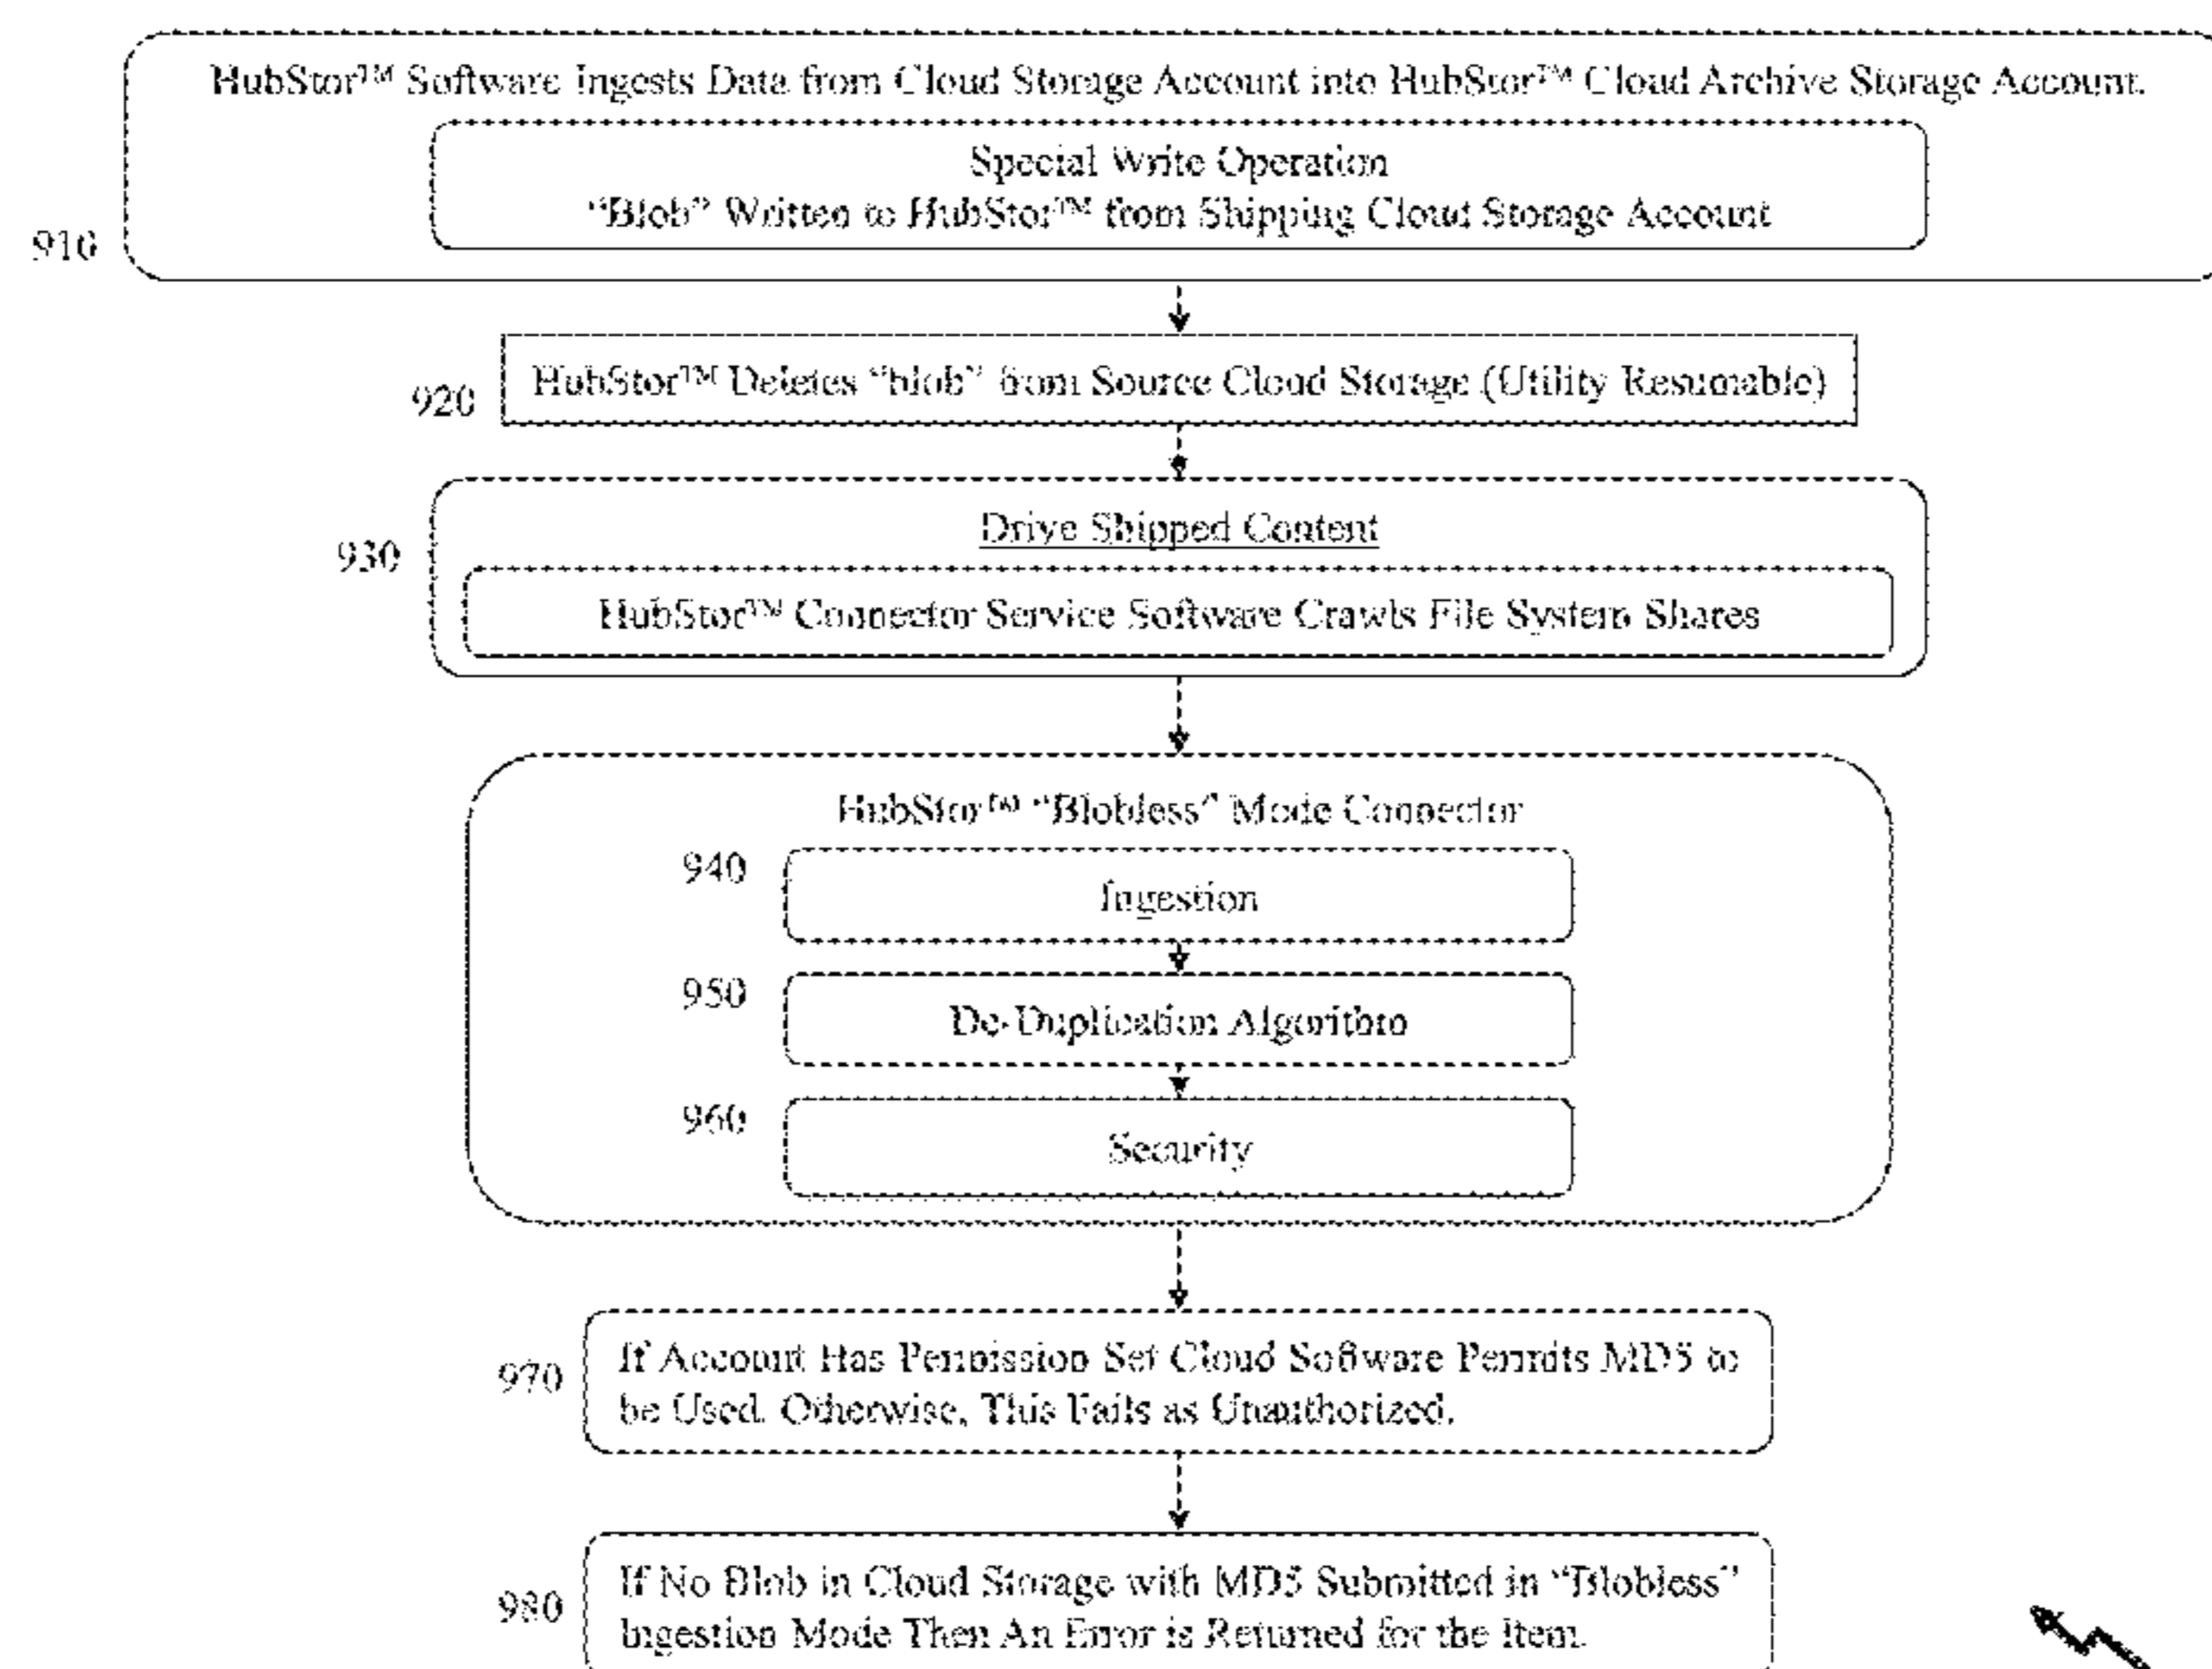 HubStor™ Software Ingests Data from Cloud Storage Account into HubStor™ Cloud Archive Storage Account.
Special Write Operation
“Blob” Written to HubStor™ from Shipping Cloud Storage Account
910
HubStor™ Deletes “blob” from Source Cloud Storage (Utility Resumable)
920
Drive Shipped Content
930
HubStor™ Connector Service Software Crawls File System Shares
HubStor™ “Blobless” Mode Connector
940
Ingestion
950
De-Duplication Algorithm
960
Security
970
If Account Has Permission Set Cloud Software Permits MD5 to
be Used. Otherwise, This Fails as Unauthorized.
980
If No Blob in Cloud Storage with MD5 Submitted in “Blobless”
Ingestion Mode Then An Error is Returned for the Item.